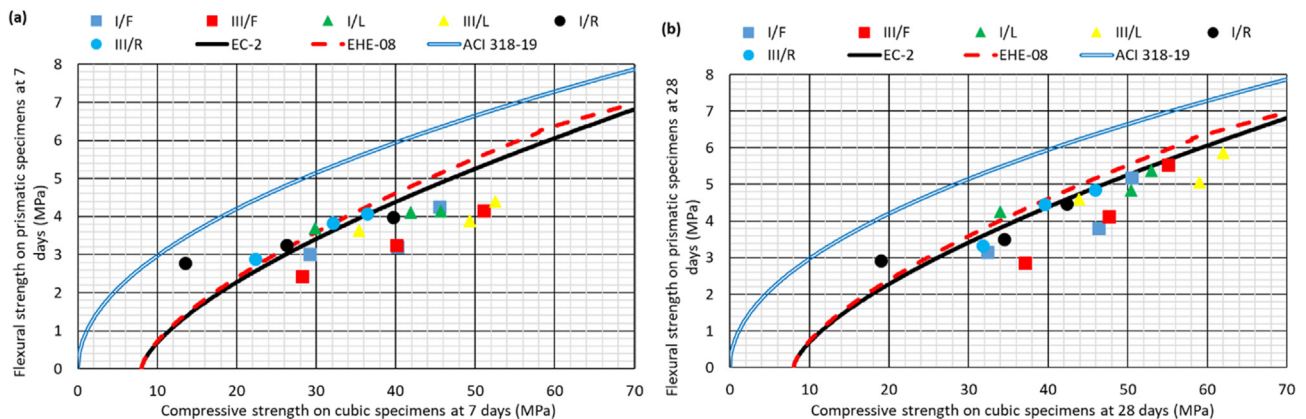 (a)
I/F III/F I/L III/L I/R
III/R EC-2 EHE-08 ACI 318-19
Flexural strength on prismatic specimens at 7
days (MPa)
8
7
6
5
4
3
2
1
0
0 10 20 30 40 50 60 70
Compressive strength on cubic specimens at 7 days (MPa)
(b)
I/F III/F I/L III/L I/R
III/R EC-2 EHE-08 ACI 318-19
Flexural strength on prismatic specimens at 28
days (MPa)
8
7
6
5
4
3
2
1
0
0 10 20 30 40 50 60 70
Compressive strength on cubic specimens at 28 days (MPa)